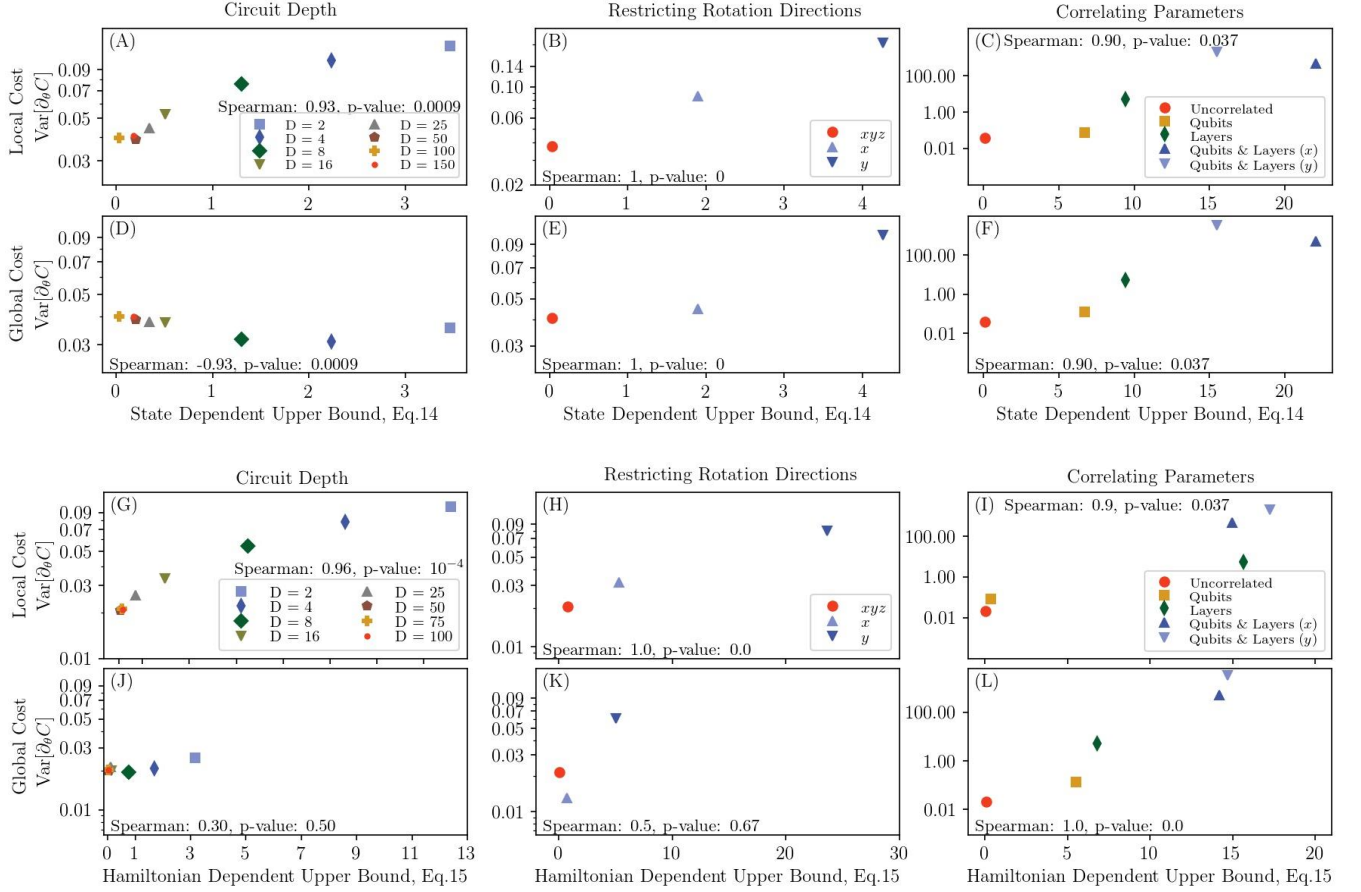 Circuit Depth
Restricting Rotation Directions
Correlating Parameters
Local Cost
Var[∂θC]
(A)
0.09
0.07
0.05
0.03
Spearman: 0.93, p-value: 0.0009
D = 2
D = 4
D = 8
D = 16
D = 25
D = 50
D = 100
D = 150
0 1 2 3
(B)
0.14
0.10
0.06
0.02
xyz
x
y
Spearman: 1, p-value: 0
0 1 2 3 4
(C) Spearman: 0.90, p-value: 0.037
100.00
1.00
0.01
Uncorrelated
Qubits
Layers
Qubits & Layers (x)
Qubits & Layers (y)
0 5 10 15 20
Global Cost
Var[∂θC]
(D)
0.09
0.07
0.05
0.03
Spearman: -0.93, p-value: 0.0009
0 1 2 3
State Dependent Upper Bound, Eq.14
(E)
0.09
0.07
0.05
0.03
Spearman: 1, p-value: 0
0 1 2 3 4
State Dependent Upper Bound, Eq.14
(F)
100.00
1.00
0.01
Spearman: 0.90, p-value: 0.037
0 5 10 15 20
State Dependent Upper Bound, Eq.14
Circuit Depth
Restricting Rotation Directions
Correlating Parameters
Local Cost
Var[∂θC]
(G)
0.09
0.07
0.05
0.03
0.01
Spearman: 0.96, p-value: 10⁻⁴
D = 2
D = 4
D = 8
D = 16
D = 25
D = 50
D = 75
D = 100
(H)
0.09
0.07
0.05
0.03
0.01
xyz
x
y
Spearman: 1.0, p-value: 0.0
(I) Spearman: 0.9, p-value: 0.037
100.00
1.00
0.01
Uncorrelated
Qubits
Layers
Qubits & Layers (x)
Qubits & Layers (y)
Global Cost
Var[∂θC]
(J)
0.09
0.07
0.05
0.03
0.01
Spearman: 0.30, p-value: 0.50
0 1 3 5 7 9 11 13
Hamiltonian Dependent Upper Bound, Eq.15
(K)
0.09
0.07
0.05
0.03
0.01
Spearman: 0.5, p-value: 0.67
0 10 20 30
Hamiltonian Dependent Upper Bound, Eq.15
(L)
100.00
1.00
0.01
Spearman: 1.0, p-value: 0.0
0 5 10 15 20
Hamiltonian Dependent Upper Bound, Eq.15